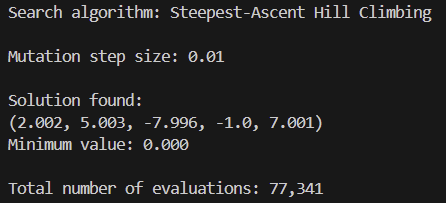 Search algorithm: Steepest-Ascent Hill Climbing
Mutation step size: 0.01
Solution found:
(2.002, 5.003, -7.996, -1.0, 7.001)
Minimum value: 0.000
Total number of evaluations: 77,341